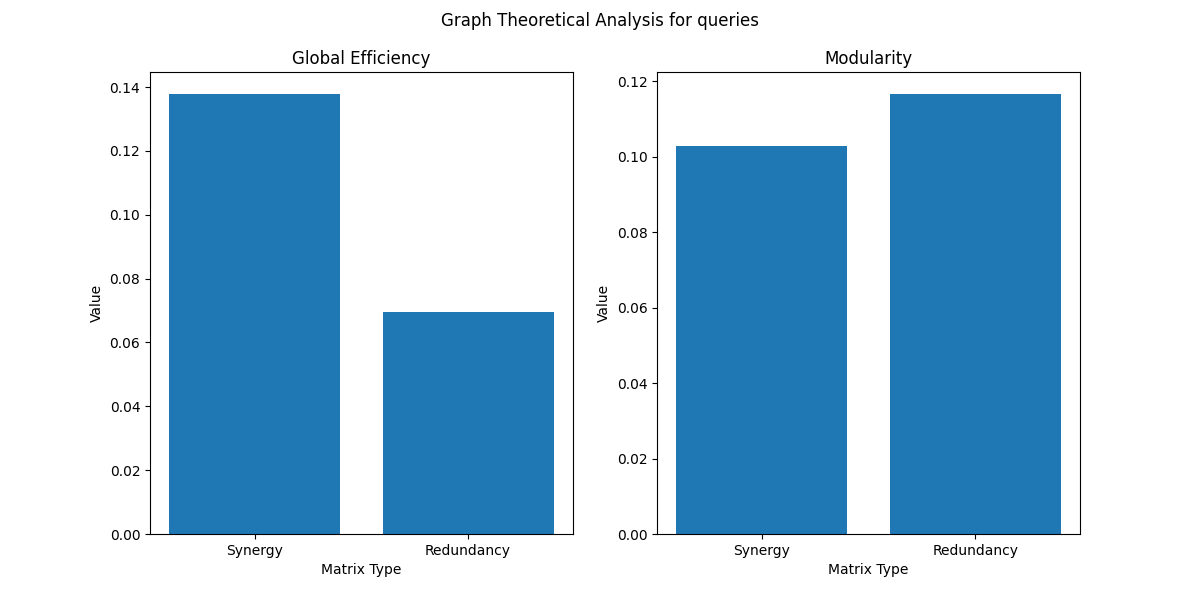 Graph Theoretical Analysis for queries
Global Efficiency
0.14
0.12
0.10
0.08
0.06
0.04
0.02
0.00
Value
Synergy
Redundancy
Matrix Type
Modularity
0.12
0.10
0.08
0.06
0.04
0.02
0.00
Value
Synergy
Redundancy
Matrix Type